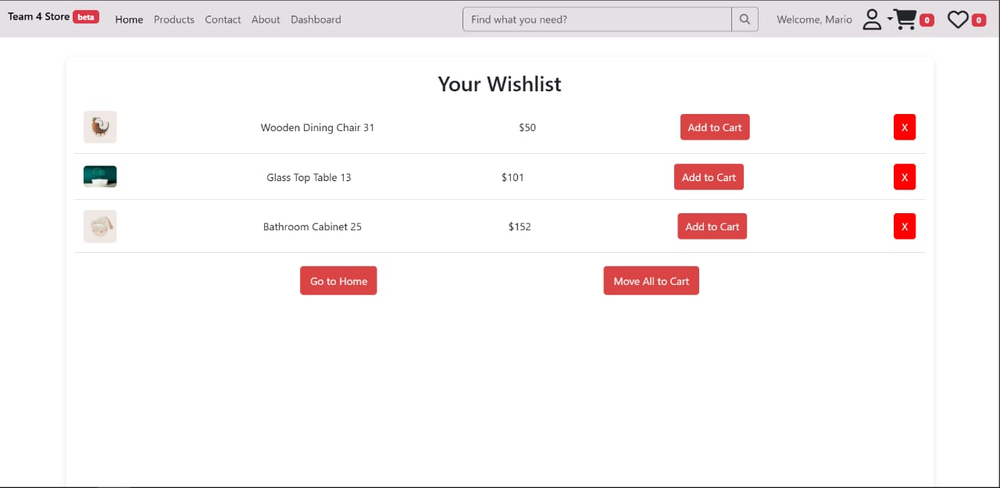 Team 4 Store beta Home Products Contact About Dashboard Find what you need? Welcome, Mario 0 0
Your Wishlist
Wooden Dining Chair 31 $50 Add to Cart X
Glass Top Table 13 $101 Add to Cart X
Bathroom Cabinet 25 $152 Add to Cart X
Go to Home Move All to Cart